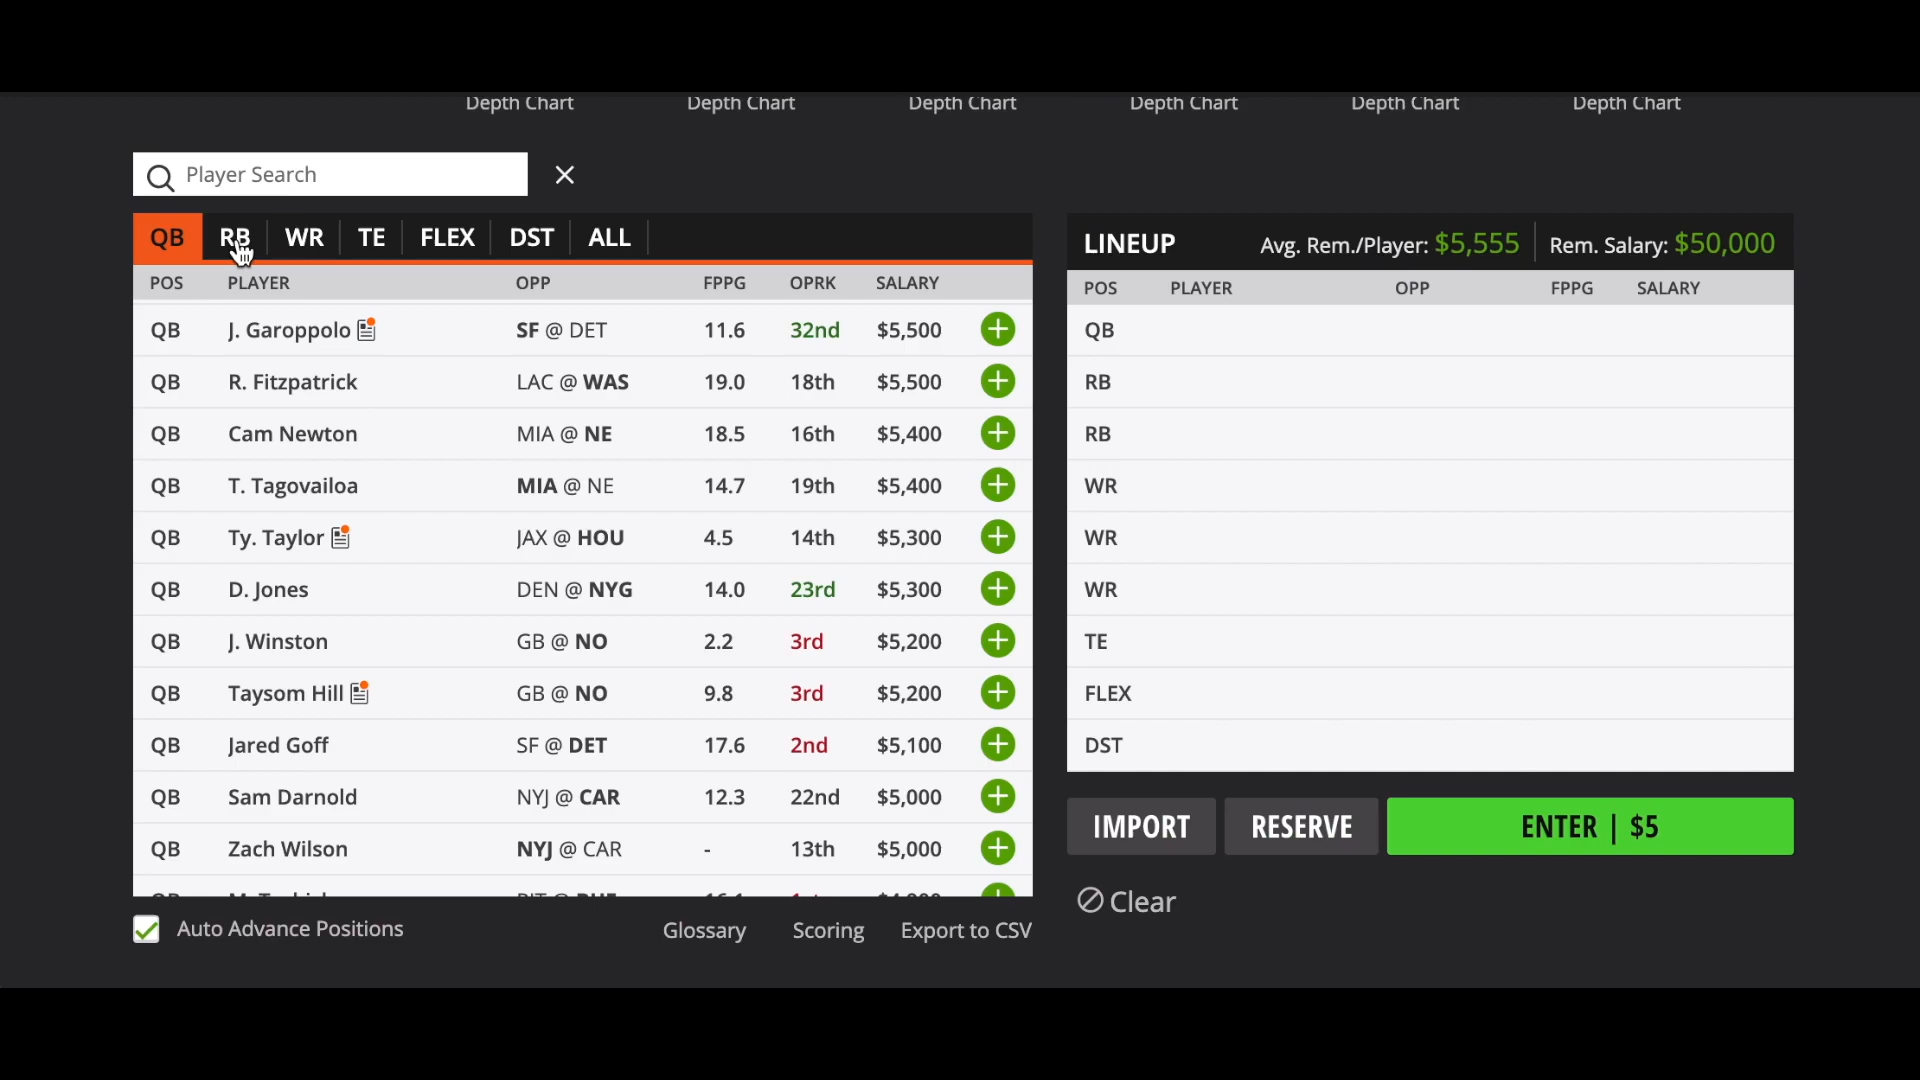 Depth Chart Depth Chart Depth Chart Depth Chart Depth Chart Depth Chart
Player Search
QB RB WR TE FLEX DST ALL
POS PLAYER OPP FPPG OPRK SALARY
QB J. Garoppolo SF @ DET 11.6 32nd $5,500
QB R. Fitzpatrick LAC @ WAS 19.0 18th $5,500
QB Cam Newton MIA @ NE 18.5 16th $5,400
QB T. Tagovailoa MIA @ NE 14.7 19th $5,400
QB Ty. Taylor JAX @ HOU 4.5 14th $5,300
QB D. Jones DEN @ NYG 14.0 23rd $5,300
QB J. Winston GB @ NO 2.2 3rd $5,200
QB Taysom Hill GB @ NO 9.8 3rd $5,200
QB Jared Goff SF @ DET 17.6 2nd $5,100
QB Sam Darnold NYJ @ CAR 12.3 22nd $5,000
QB Zach Wilson NYJ @ CAR - 13th $5,000
Auto Advance Positions Glossary Scoring Export to CSV
LINEUP Avg. Rem./Player: $5,555 Rem. Salary: $50,000
POS PLAYER OPP FPPG SALARY
QB
RB
RB
WR
WR
WR
TE
FLEX
DST
IMPORT RESERVE ENTER | $5
Clear